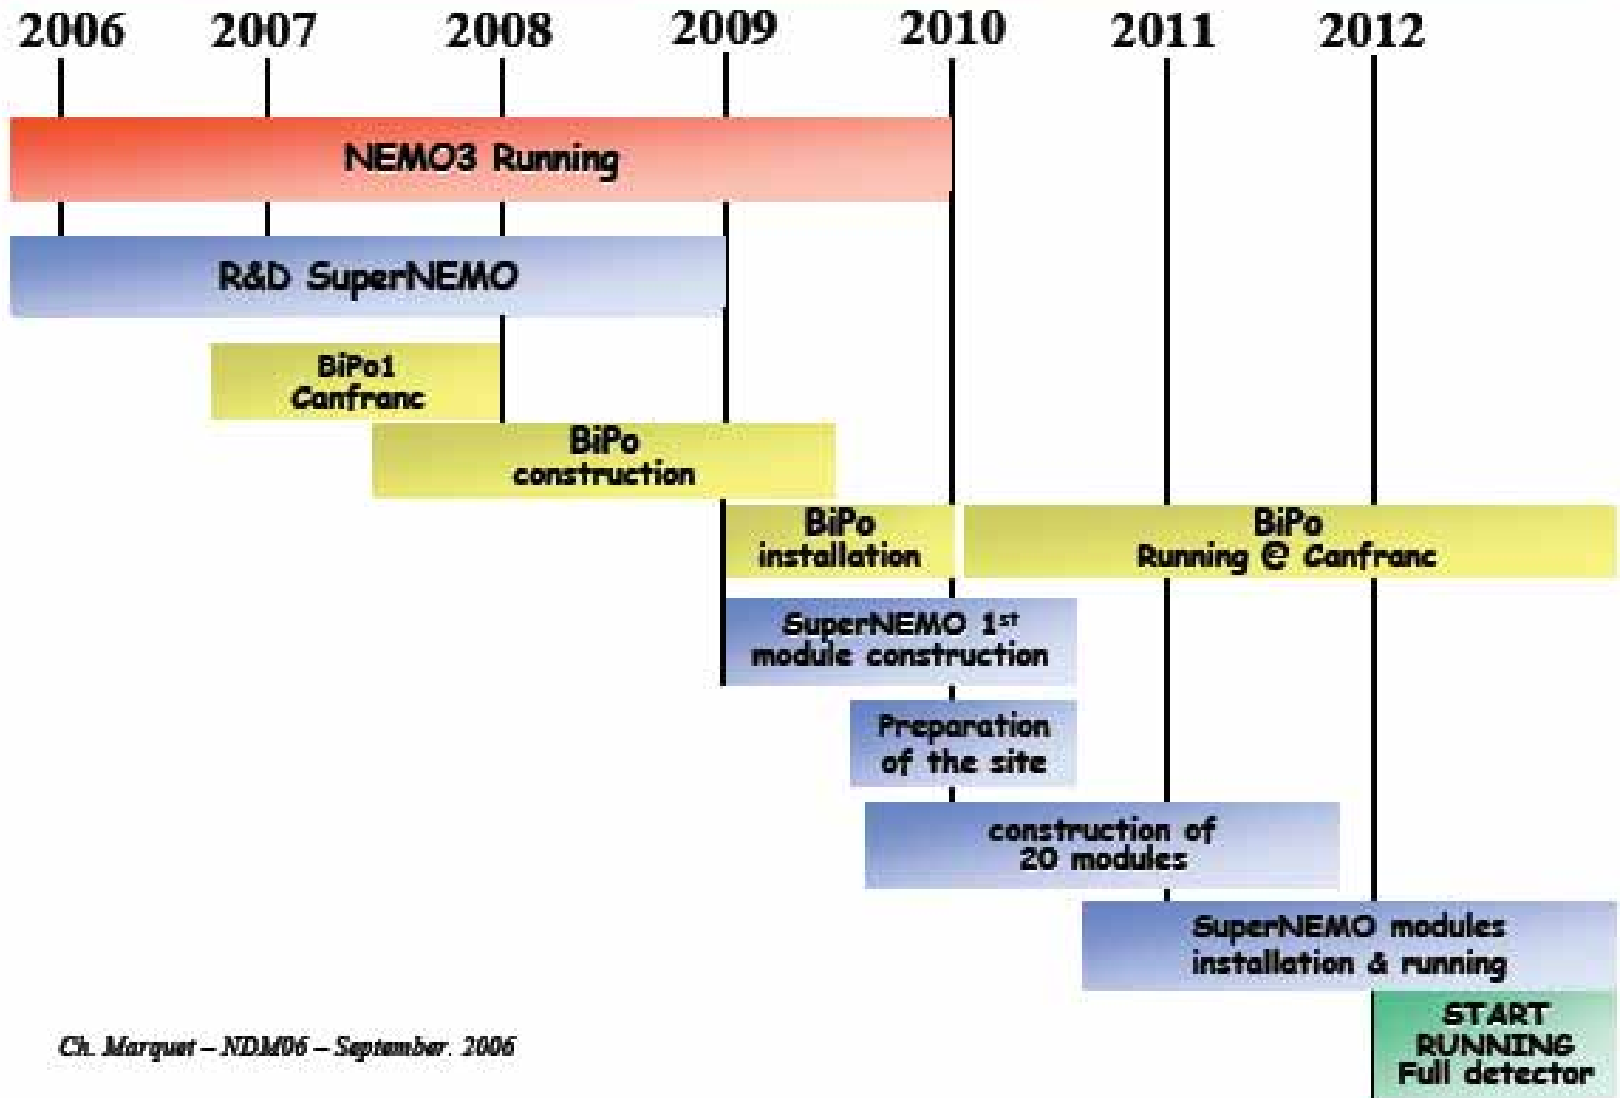 2006 2007 2008 2009 2010 2011 2012
NEMO3 Running
R&D SuperNEMO
BiPo1
Canfranc
BiPo
construction
BiPo
installation
BiPo
Running @ Canfranc
SuperNEMO 1st
module construction
Preparation
of the site
construction of
20 modules
SuperNEMO modules
installation & running
START
RUNNING
Full detector
Ch. Marquet – NDM06 – September. 2006